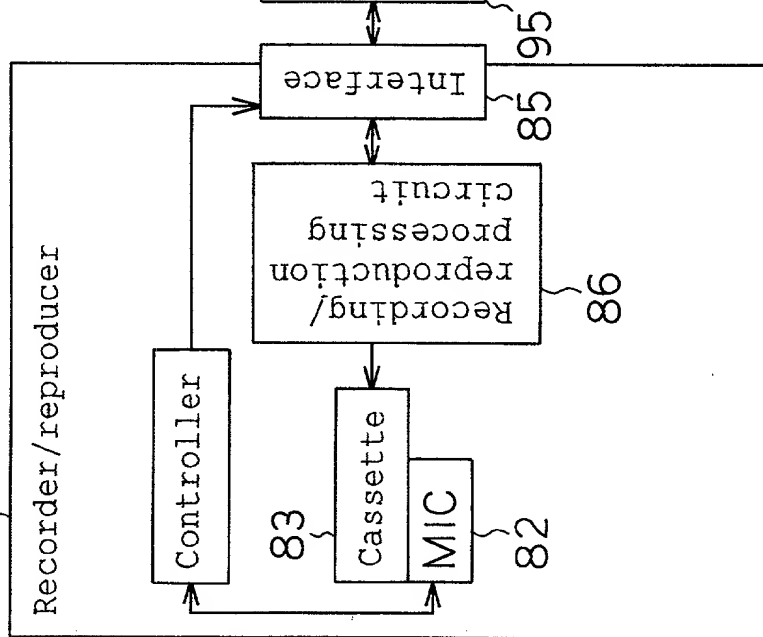 Recorder/reproducer
Controller
83
Cassette
MIC
82
Recording/
reproduction
processing
circuit
86
Interface
85
95